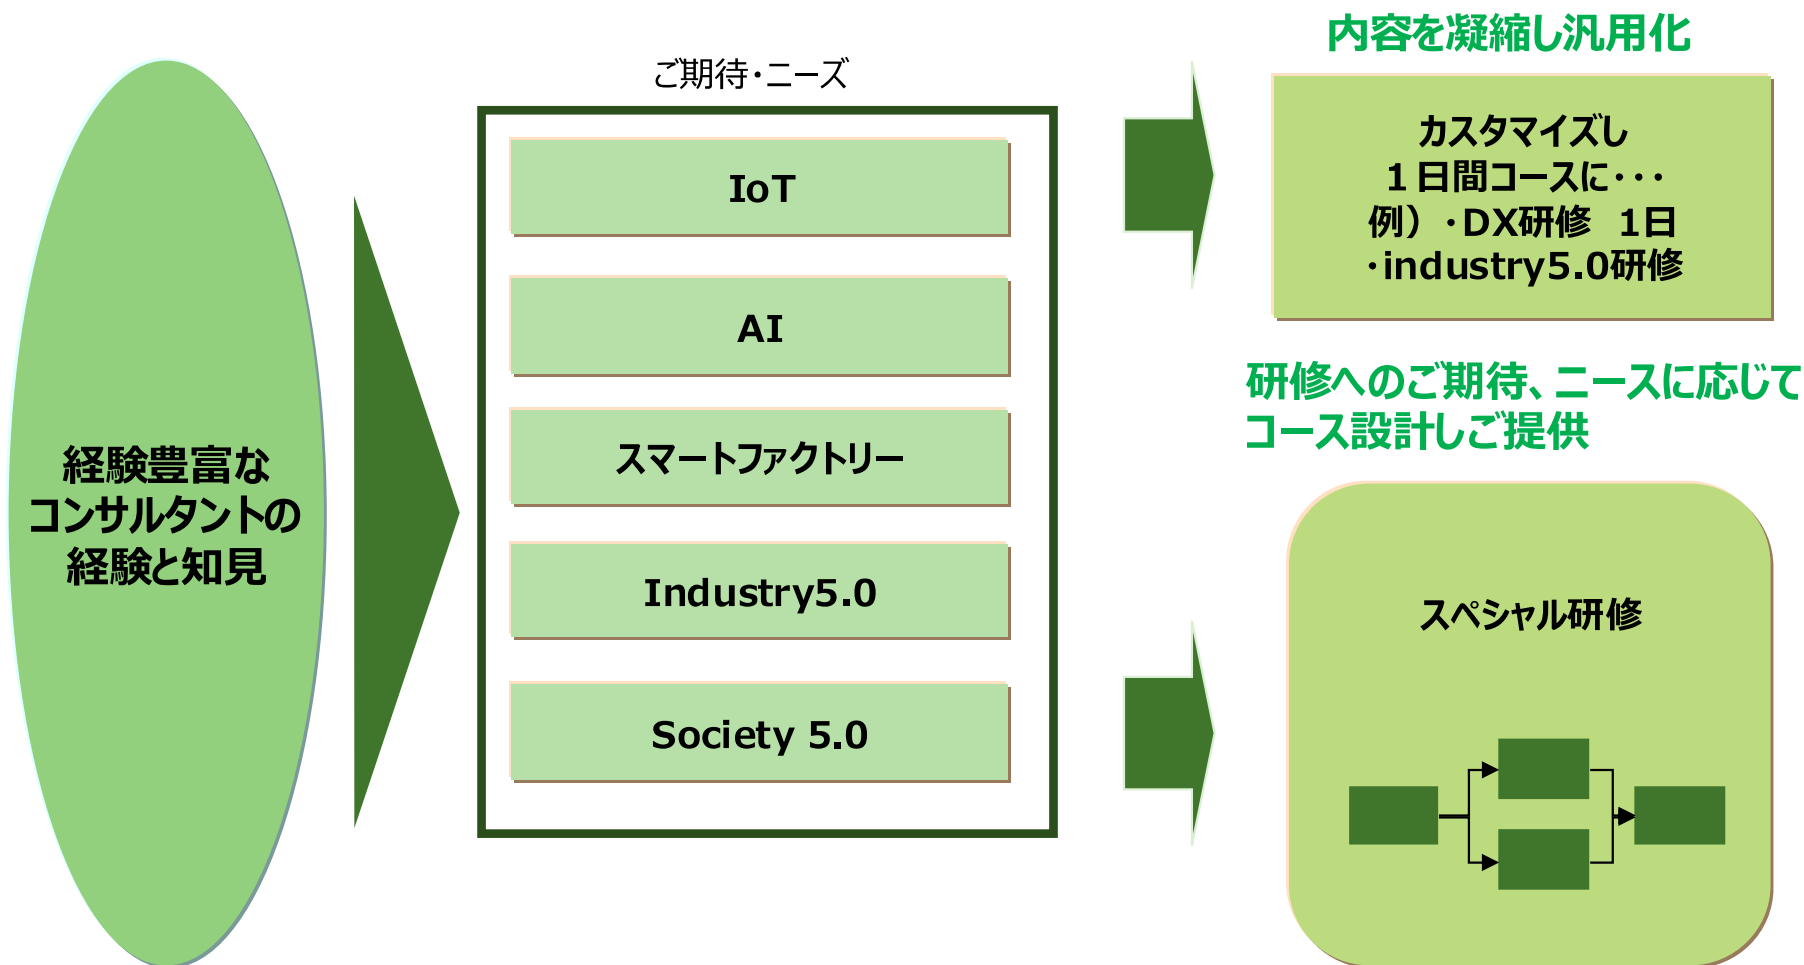 経験豊富な
コンサルタントの
経験と知見
ご期待・ニーズ
IoT
AI
スマートファクトリー
Industry5.0
Society 5.0
内容を凝縮し汎用化
カスタマイズし
１日間コースに・・・
例）・DX研修　1日
・industry5.0研修
研修へのご期待、ニースに応じて
コース設計しご提供
スペシャル研修